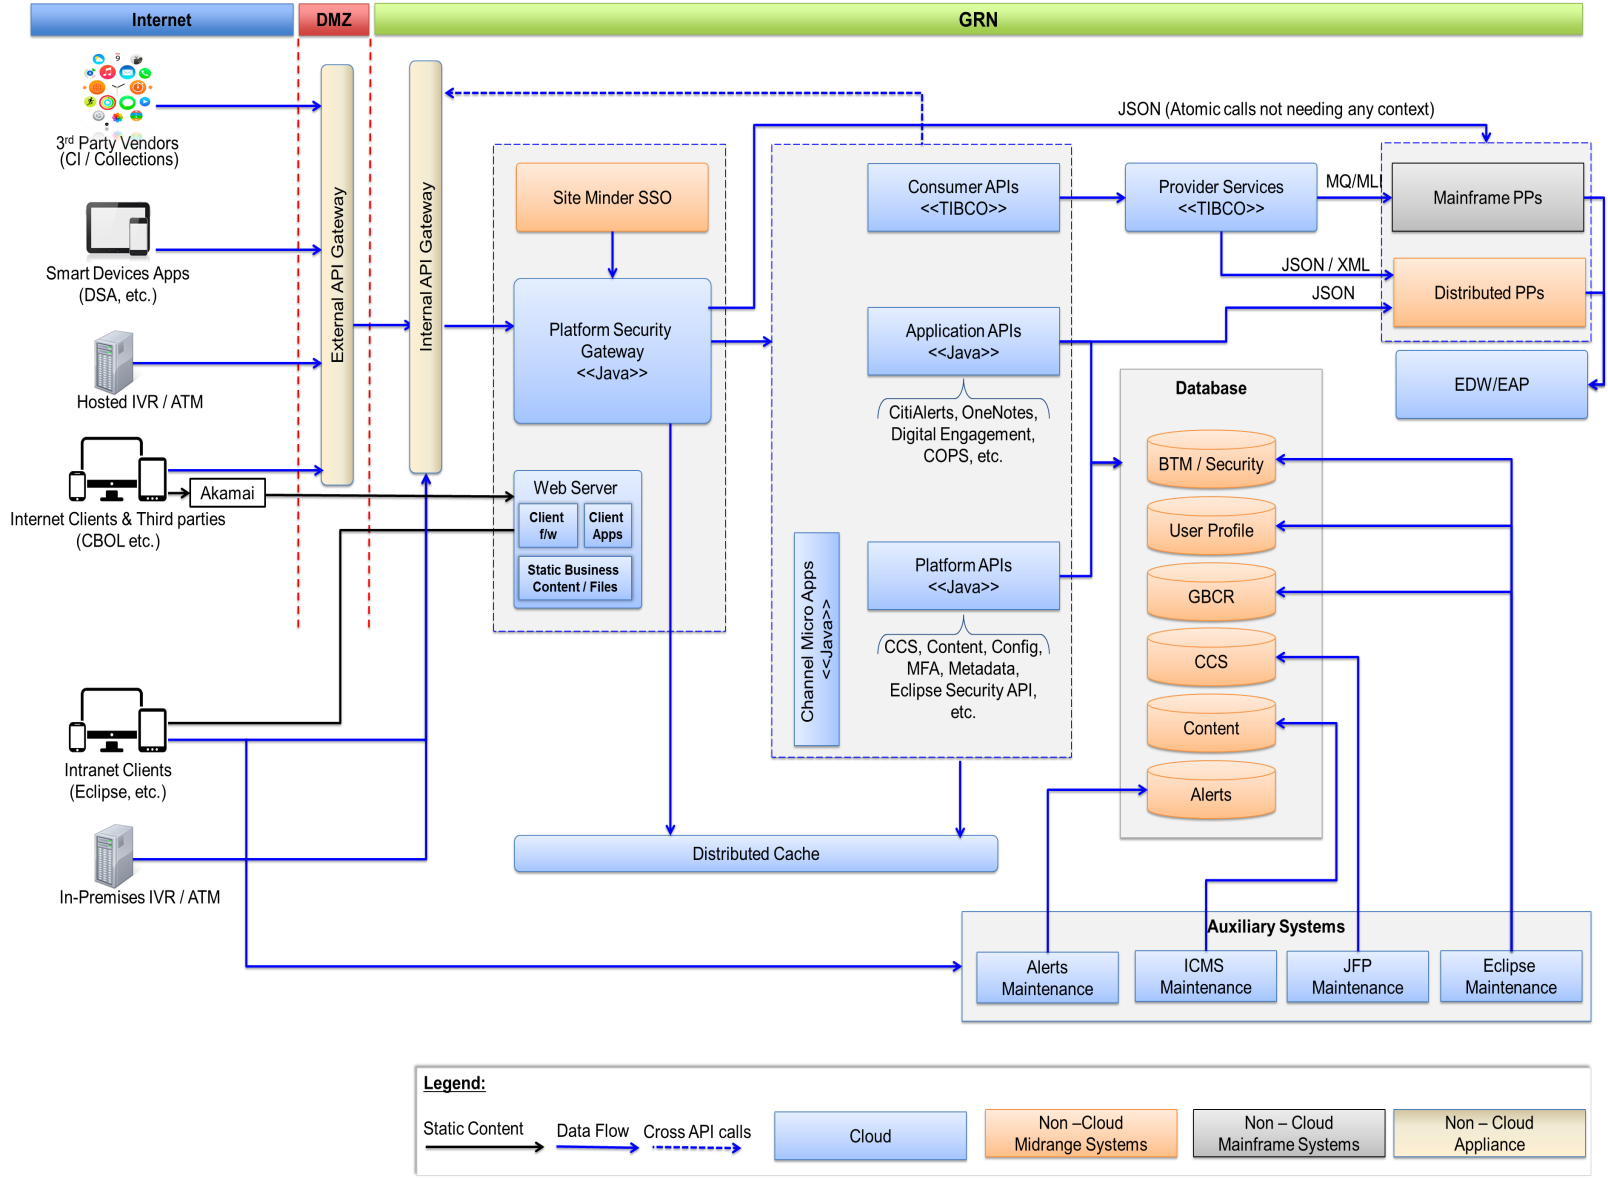 Internet
DMZ
GRN
9
3rd Party Vendors
(CI / Collections)
Smart Devices Apps
(DSA, etc.)
Hosted IVR / ATM
Akamai
Internet Clients & Third parties
(CBOL etc.)
Intranet Clients
(Eclipse, etc.)
In-Premises IVR / ATM
External API Gateway
Internal API Gateway
Site Minder SSO
Platform Security
Gateway
<<Java>>
Web Server
Client
f/w
Client
Apps
Static Business
Content / Files
Distributed Cache
Channel Micro Apps
<<Java>>
Consumer APIs
<<TIBCO>>
Application APIs
<<Java>>
CitiAlerts, OneNotes,
Digital Engagement,
COPS, etc.
Platform APIs
<<Java>>
CCS, Content, Config,
MFA, Metadata,
Eclipse Security API,
etc.
JSON (Atomic calls not needing any context)
Provider Services
<<TIBCO>>
MQ/MLI
JSON / XML
JSON
Mainframe PPs
Distributed PPs
EDW/EAP
Database
BTM / Security
User Profile
GBCR
CCS
Content
Alerts
Auxiliary Systems
Alerts
Maintenance
ICMS
Maintenance
JFP
Maintenance
Eclipse
Maintenance
Legend:
Static Content
Data Flow
Cross API calls
Cloud
Non –Cloud
Midrange Systems
Non – Cloud
Mainframe Systems
Non – Cloud
Appliance